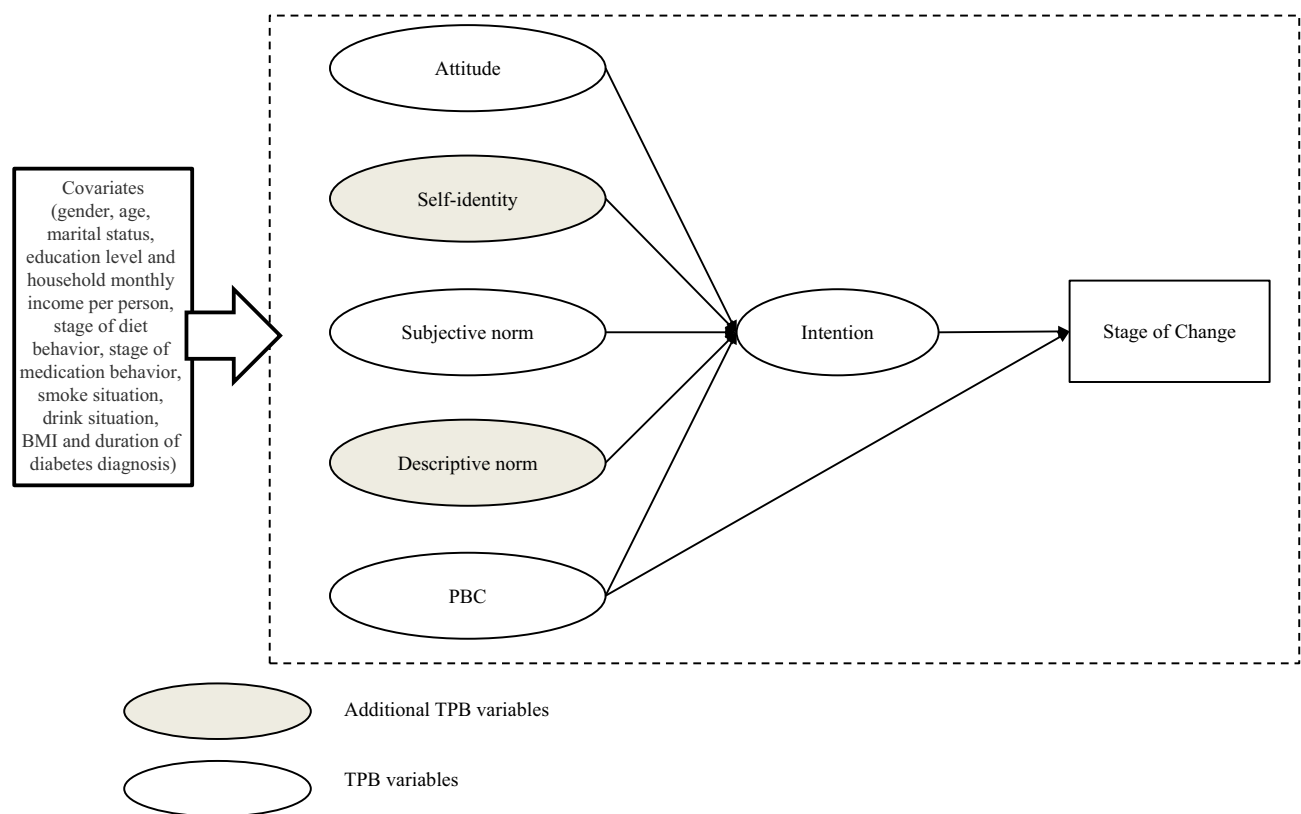 Attitude
Self-identity
Subjective norm
Descriptive norm
PBC
Intention
Stage of Change
Covariates
(gender, age,
marital status,
education level and
household monthly
income per person,
stage of diet
behavior, stage of
medication behavior,
smoke situation,
drink situation,
BMI and duration of
diabetes diagnosis)
Additional TPB variables
TPB variables